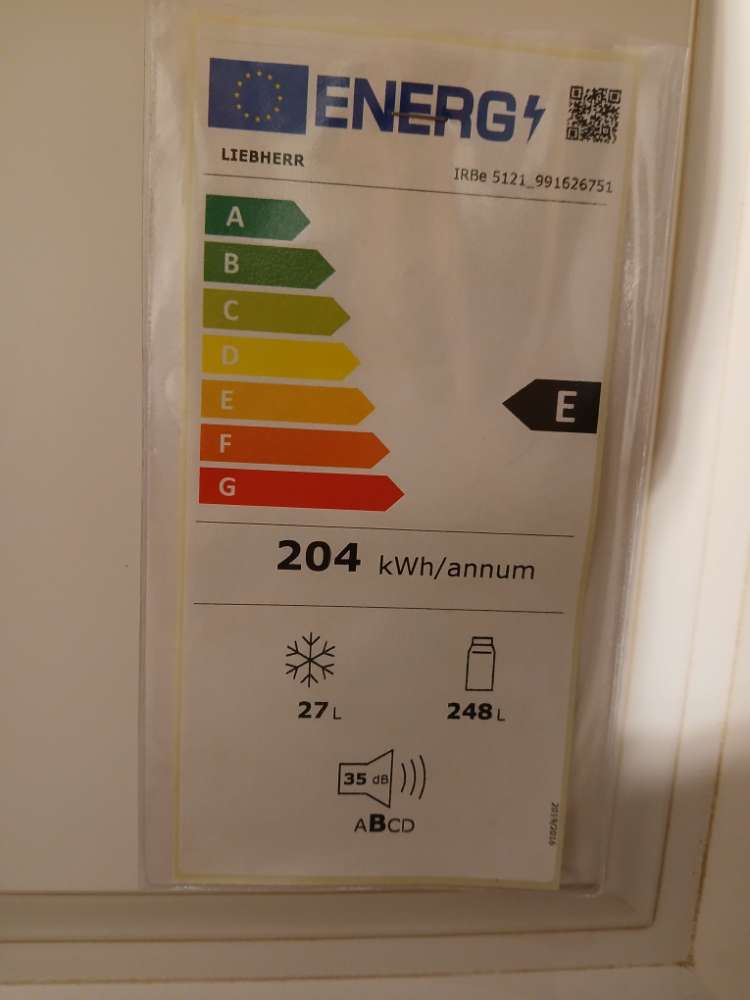 ENERG
LIEBHERR
IRBe 5121_991626751
A
B
C
D
E
E
F
G
204 kWh/annum
27 L
248 L
35 dB
ABCD
2019/2016